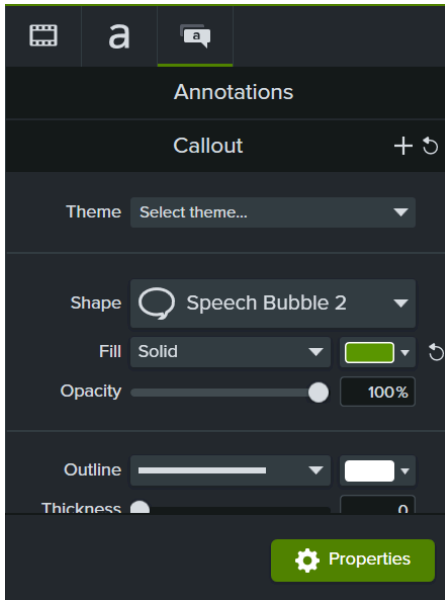 a
a
Annotations
Callout
Theme Select theme...
Shape Speech Bubble 2
Fill Solid
Opacity 100%
Outline
Thickness 0
Properties